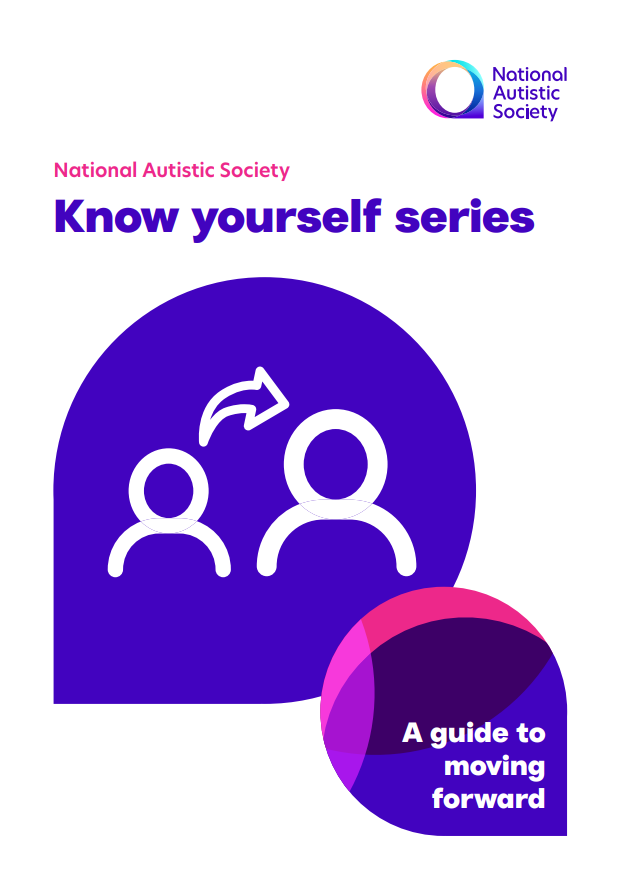 National
Autistic
Society
National Autistic Society
Know yourself series
A guide to
moving
forward